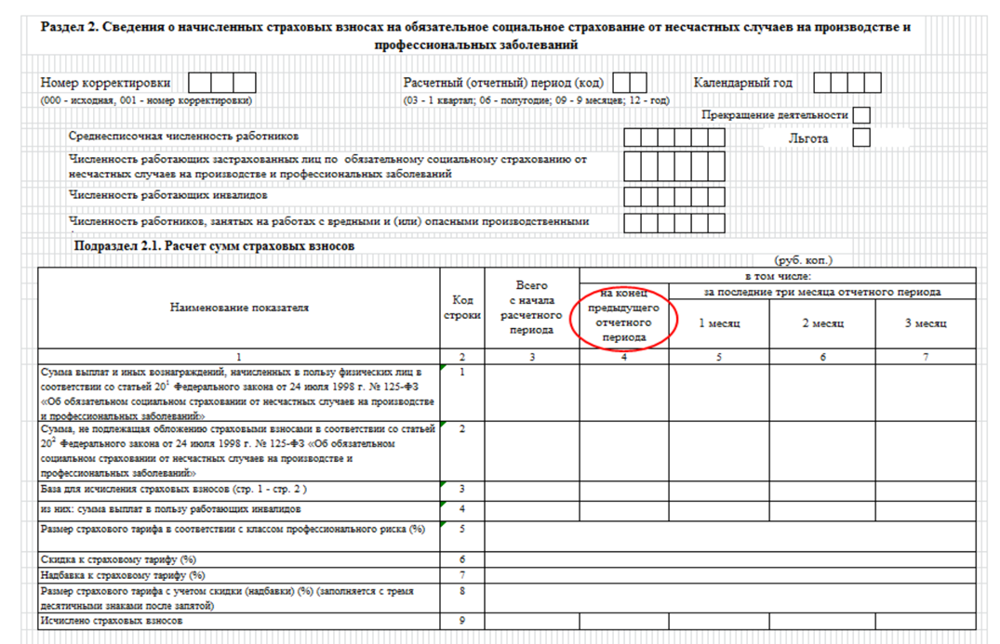 Раздел 2. Сведения о начисленных страховых взносах на обязательное социальное страхование от несчастных случаев на производстве и
профессиональных заболеваний
Номер корректировки
Расчетный (отчетный) период (код)
Календарный год
(000 - исходная, 001 - номер корректировки)
(03 - 1 квартал; 06 - полугодие; 09 - 9 месяцев; 12 - год)
Прекращение деятельности
Среднесписочная численность работников
Льгота
Численность работающих застрахованных лиц по обязательному социальному страхованию от
несчастных случаев на производстве и профессиональных заболеваний
Численность работающих инвалидов
Численность работников, занятых на работах с вредными и (или) опасными производственными
Подраздел 2.1. Расчет сумм страховых взносов
(руб. коп.)
Наименование показателя
Код
строки
Всего
с начала
расчетного
периода
в том числе:
на конец
предыдущего
отчетного
периода
за последние три месяца отчетного периода
1 месяц
2 месяц
3 месяц
1 2 3 4 5 6 7
Сумма выплат и иных вознаграждений, начисленных в пользу физических лиц в
соответствии со статьей 20¹ Федерального закона от 24 июля 1998 г. № 125-ФЗ
«Об обязательном социальном страховании от несчастных случаев на производстве
и профессиональных заболеваний»
1
Сумма, не подлежащая обложению страховыми взносами в соответствии со статьей
20² Федерального закона от 24 июля 1998 г. № 125-ФЗ «Об обязательном
социальном страховании от несчастных случаев на производстве и
профессиональных заболеваний»
2
База для исчисления страховых взносов (стр. 1 - стр. 2 )
3
из них: сумма выплат в пользу работающих инвалидов
4
Размер страхового тарифа в соответствии с классом профессионального риска (%)
5
Скидка к страховому тарифу (%)
6
Надбавка к страховому тарифу (%)
7
Размер страхового тарифа с учетом скидки (надбавки) (%) (заполняется с тремя
десятичными знаками после запятой)
8
Исчислено страховых взносов
9